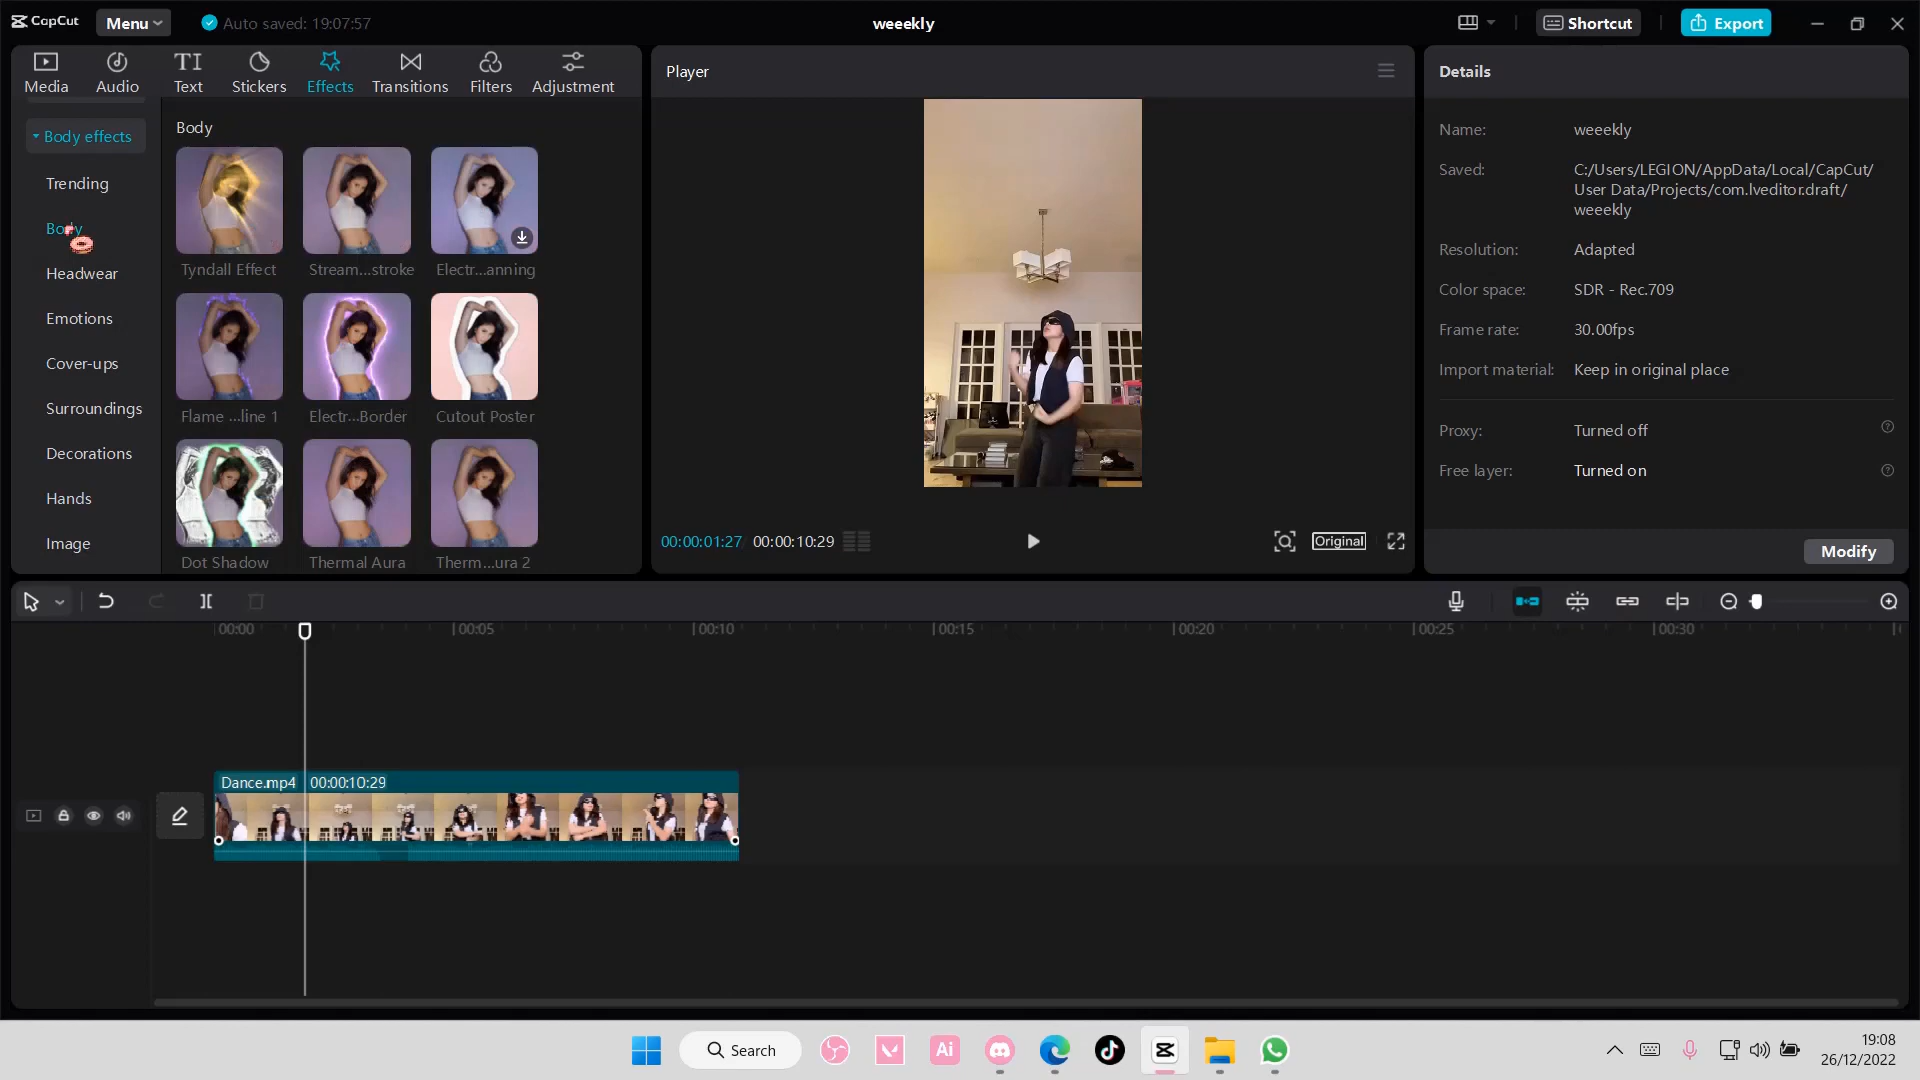 CapCut
Menu
Auto saved: 19:07:57
weeekly
Shortcut
Export
Media
Audio
TI
Text
Stickers
Effects
Transitions
Filters
Adjustment
Player
Details
Body effects
Trending
Body
Headwear
Emotions
Cover-ups
Surroundings
Decorations
Hands
Image
Body
Tyndall Effect
Stream...stroke
Electr...anning
Flame ...line 1
Electr...Border
Cutout Poster
Dot Shadow
Thermal Aura
Therm...ura 2
00:00:01:27
00:00:10:29
Original
Name:
weeekly
Saved:
C:/Users/LEGION/AppData/Local/CapCut/
User Data/Projects/com.lveditor.draft/
weeekly
Resolution:
Adapted
Color space:
SDR - Rec.709
Frame rate:
30.00fps
Import material:
Keep in original place
Proxy:
Turned off
Free layer:
Turned on
Modify
00:00
00:05
00:10
00:15
00:20
00:25
00:30
Dance.mp4
00:00:10:29
Search
Ai
19:08
26/12/2022